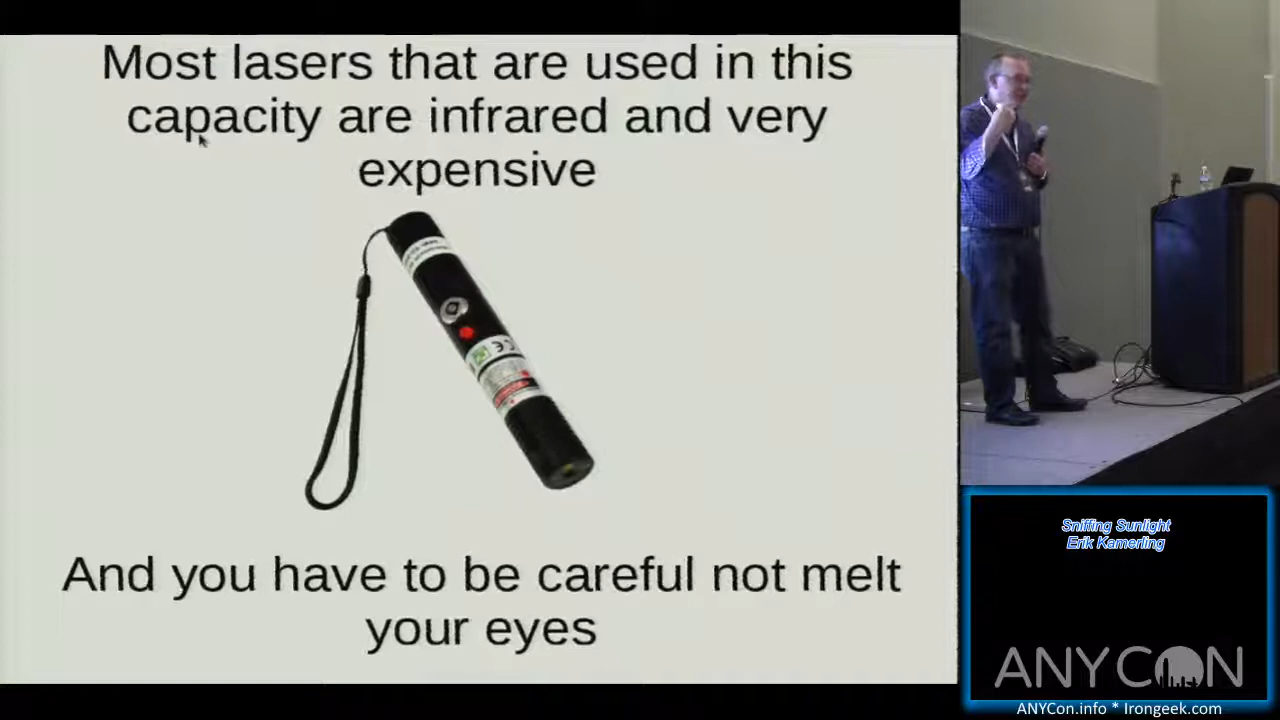 Most lasers that are used in this
capacity are infrared and very
expensive
And you have to be careful not melt
your eyes
Sniffing Sunlight
Erik Kamerling
ANYCON
ANYCon.info * Irongeek.com